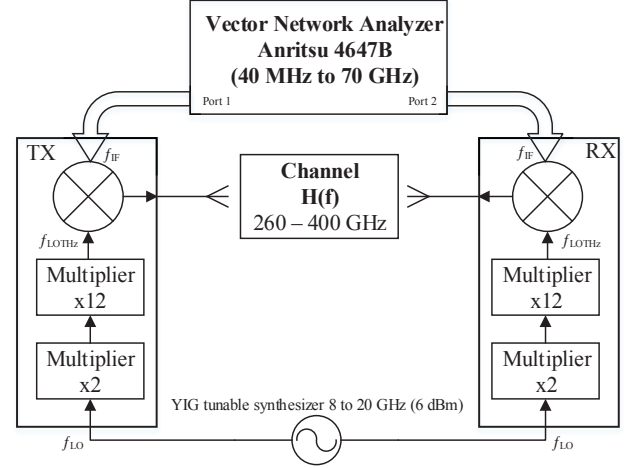 Vector Network Analyzer
Anritsu 4647B
(40 MHz to 70 GHz)
Port 1
Port 2
TX
fIF
Channel
H(f)
260 – 400 GHz
fIF
RX
fLOTHz
fLOTHz
Multiplier
x12
Multiplier
x12
Multiplier
x2
Multiplier
x2
YIG tunable synthesizer 8 to 20 GHz (6 dBm)
fLO
fLO